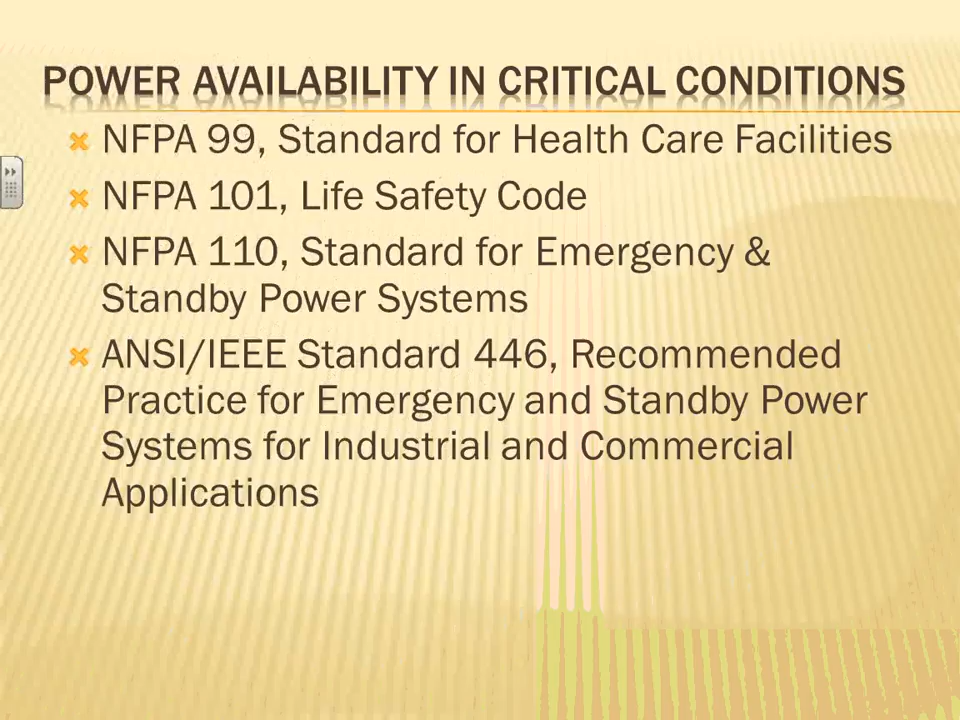 POWER AVAILABILITY IN CRITICAL CONDITIONS
NFPA 99, Standard for Health Care Facilities
NFPA 101, Life Safety Code
NFPA 110, Standard for Emergency &
Standby Power Systems
ANSI/IEEE Standard 446, Recommended
Practice for Emergency and Standby Power
Systems for Industrial and Commercial
Applications